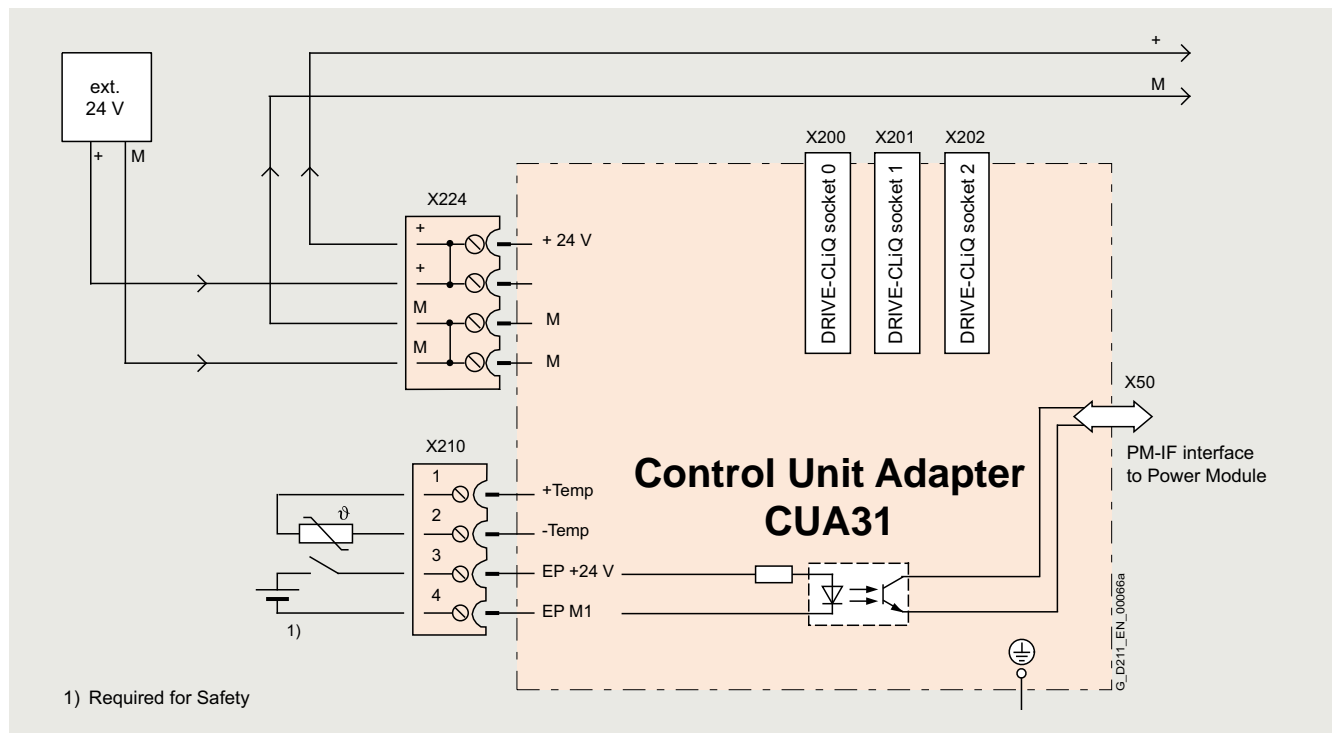 +
M
ext.
24 V
+ M
X200 X201 X202
DRIVE-CLiQ socket 0
DRIVE-CLiQ socket 1
DRIVE-CLiQ socket 2
X224
+
+ 24 V
+
M
M
M
M
X50
PM-IF interface
to Power Module
Control Unit Adapter
CUA31
X210
1
+Temp
ϑ
2
-Temp
3
EP +24 V
4
EP M1
1)
G_D211_EN_00066a
1) Required for Safety